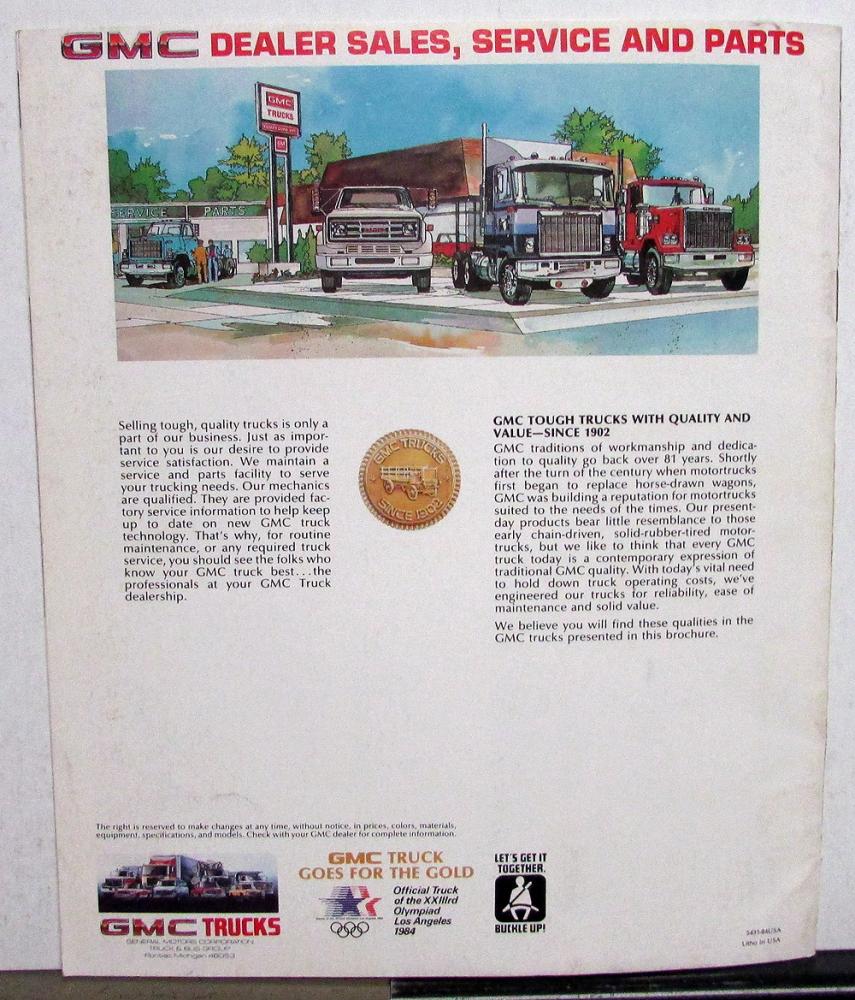 GMC DEALER SALES, SERVICE AND PARTS
GMC
TRUCKS
GM
SERVICE PARTS
Selling tough, quality trucks is only a
part of our business. Just as impor-
tant to you is our desire to provide
service satisfaction. We maintain a
service and parts facility to serve
your trucking needs. Our mechanics
are qualified. They are provided fac-
tory service information to help keep
up to date on new GMC truck
technology. That's why, for routine
maintenance, or any required truck
service, you should see the folks who
know your GMC truck best...the
professionals at your GMC Truck
dealership.
GMC TRUCKS
SINCE 1902
GMC TOUGH TRUCKS WITH QUALITY AND
VALUE—SINCE 1902
GMC traditions of workmanship and dedica-
tion to quality go back over 81 years. Shortly
after the turn of the century when motortrucks
first began to replace horse-drawn wagons,
GMC was building a reputation for motortrucks
suited to the needs of the times. Our present-
day products bear little resemblance to those
early chain-driven, solid-rubber-tired motor-
trucks, but we like to think that every GMC
truck today is a contemporary expression of
traditional GMC quality. With today's vital need
to hold down truck operating costs, we've
engineered our trucks for reliability, ease of
maintenance and solid value.
We believe you will find these qualities in the
GMC trucks presented in this brochure.
The right is reserved to make changes at any time, without notice, in prices, colors, materials,
equipment, specifications, and models. Check with your GMC dealer for complete information.
GMC TRUCKS
GENERAL MOTORS CORPORATION
TRUCK & BUS GROUP
Pontiac Michigan 48053
GMC TRUCK
GOES FOR THE GOLD
Official Truck
of the XXIIIrd
Olympiad
Los Angeles
1984
LET'S GET IT
TOGETHER.
BUCKLE UP!
Litho in USA